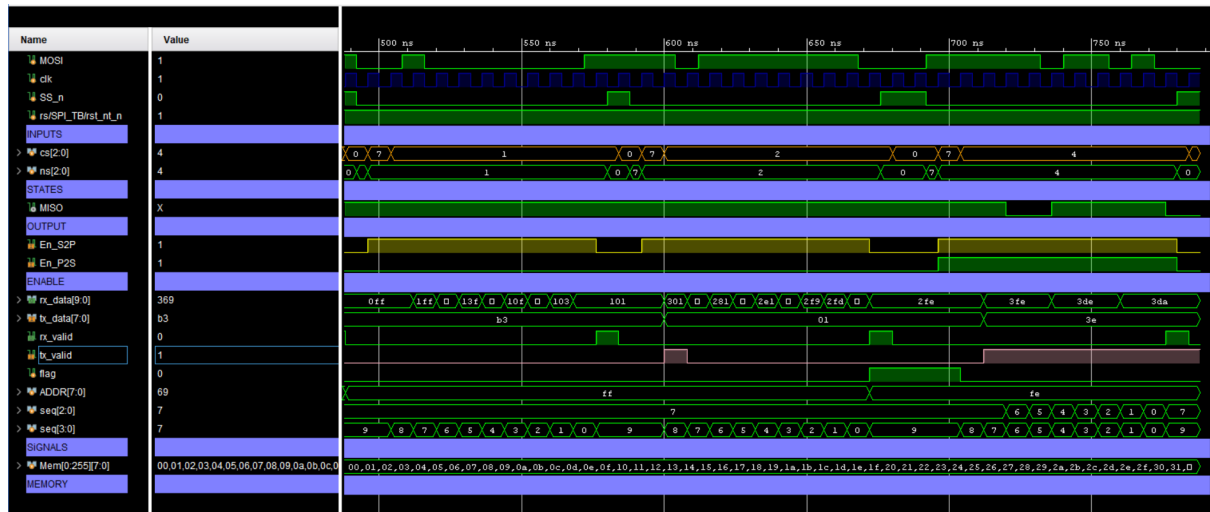 Name Value
500 ns 550 ns 600 ns 650 ns 700 ns 750 ns
MOSI 1
clk 1
SS_n 0
rs/SPI_TB/rst_nt_n 1
INPUTS
cs[2:0] 4 0 7 1 0 7 2 0 7 4
ns[2:0] 4 0 1 0 7 2 0 7 4 0
STATES
MISO X
OUTPUT
En_S2P 1
En_P2S 1
ENABLE
rx_data[9:0] 369 0ff 1ff 13f 10f 103 101 301 281 2e1 2f9 2fd 2fe 3fe 3de 3da
tx_data[7:0] b3 b3 01 3e
rx_valid 0
tx_valid 1
flag 0
ADDR[7:0] 69 ff fe
seq[2:0] 7 7 6 5 4 3 2 1 0 7
seq[3:0] 7 9 8 7 6 5 4 3 2 1 0 9 8 7 6 5 4 3 2 1 0 9 8 7 6 5 4 3 2 1 0 9
SiGNALS
Mem[0:255][7:0] 00,01,02,03,04,05,06,07,08,09,0a,0b,0c,0 00,01,02,03,04,05,06,07,08,09,0a,0b,0c,0d,0e,0f,10,11,12,13,14,15,16,17,18,19,1a,1b,1c,1d,1e,1f,20,21,22,23,24,25,26,27,28,29,2a,2b,2c,2d,2e,2f,30,31,
MEMORY